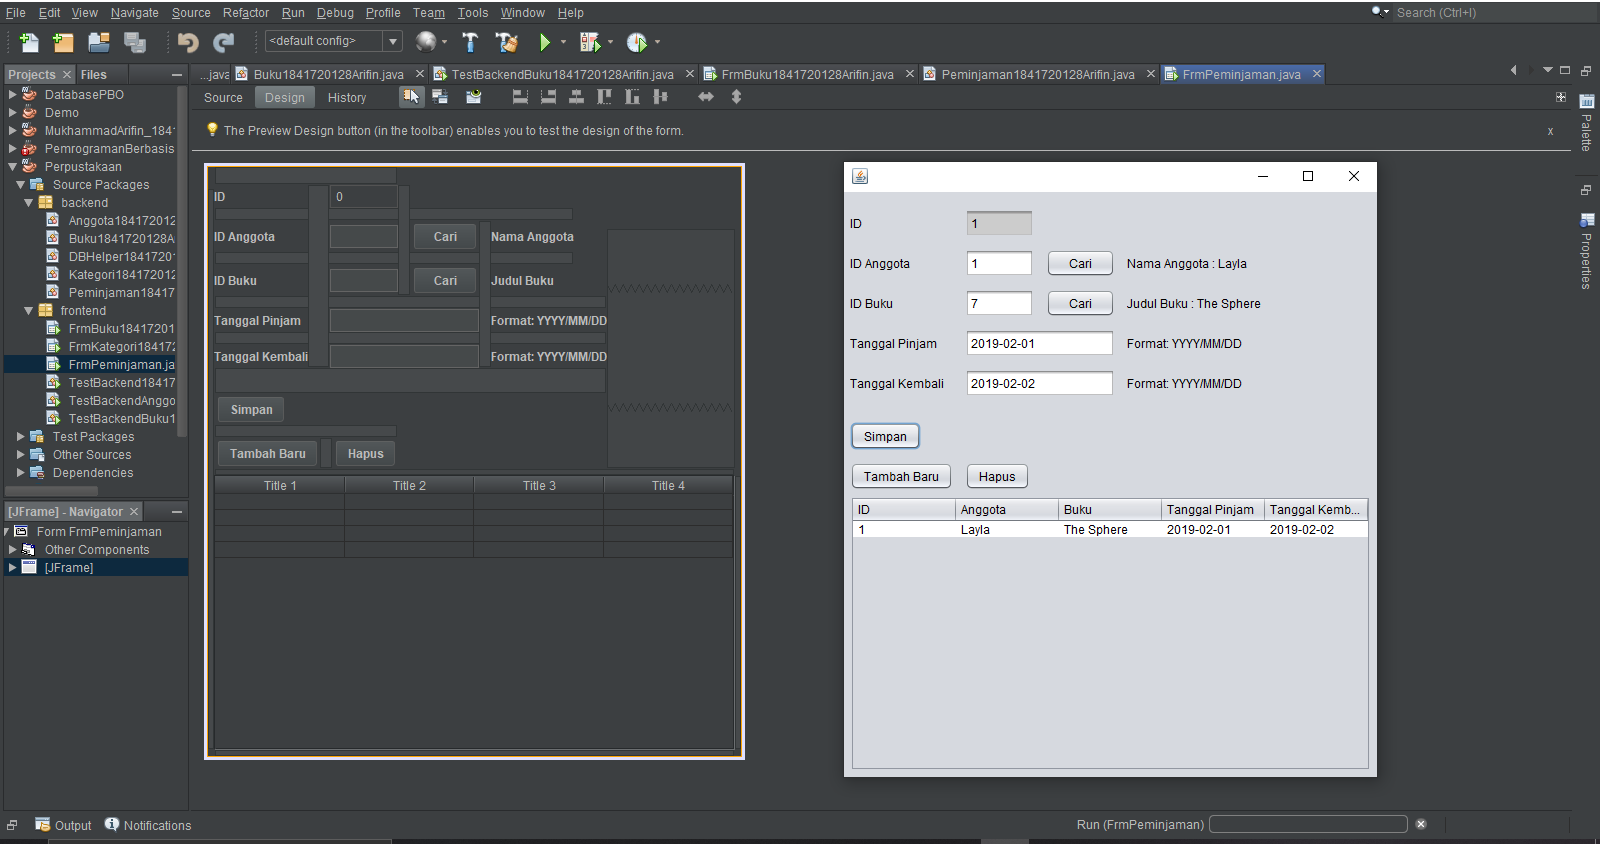 File Edit View Navigate Source Refactor Run Debug Profile Team Tools Window Help Search (Ctrl+I)
<default config>
Projects Files
...java Buku1841720128Arifin.java TestBackendBuku1841720128Arifin.java FrmBuku1841720128Arifin.java Peminjaman1841720128Arifin.java FrmPeminjaman.java
Source Design History
The Preview Design button (in the toolbar) enables you to test the design of the form. x
DatabasePBO
Demo
MukhammadArifin_184
PemrogramanBerbasis
Perpustakaan
Source Packages
backend
Anggota184172012
Buku1841720128A
DBHelper1841720
Kategori184172012
Peminjaman18417
frontend
FrmBuku18417201
FrmKategori18417
FrmPeminjaman.ja
TestBackend18417
TestBackendAnggo
TestBackendBuku1
Test Packages
Other Sources
Dependencies
[JFrame] - Navigator
Form FrmPeminjaman
Other Components
[JFrame]
ID 0
ID Anggota Cari Nama Anggota
ID Buku Cari Judul Buku
Tanggal Pinjam Format: YYYY/MM/DD
Tanggal Kembali Format: YYYY/MM/DD
Simpan
Tambah Baru Hapus
Title 1 Title 2 Title 3 Title 4
ID 1
ID Anggota 1 Cari Nama Anggota : Layla
ID Buku 7 Cari Judul Buku : The Sphere
Tanggal Pinjam 2019-02-01 Format: YYYY/MM/DD
Tanggal Kembali 2019-02-02 Format: YYYY/MM/DD
Simpan
Tambah Baru Hapus
ID Anggota Buku Tanggal Pinjam Tanggal Kemb...
1 Layla The Sphere 2019-02-01 2019-02-02
Palette
Properties
Output Notifications Run (FrmPeminjaman)